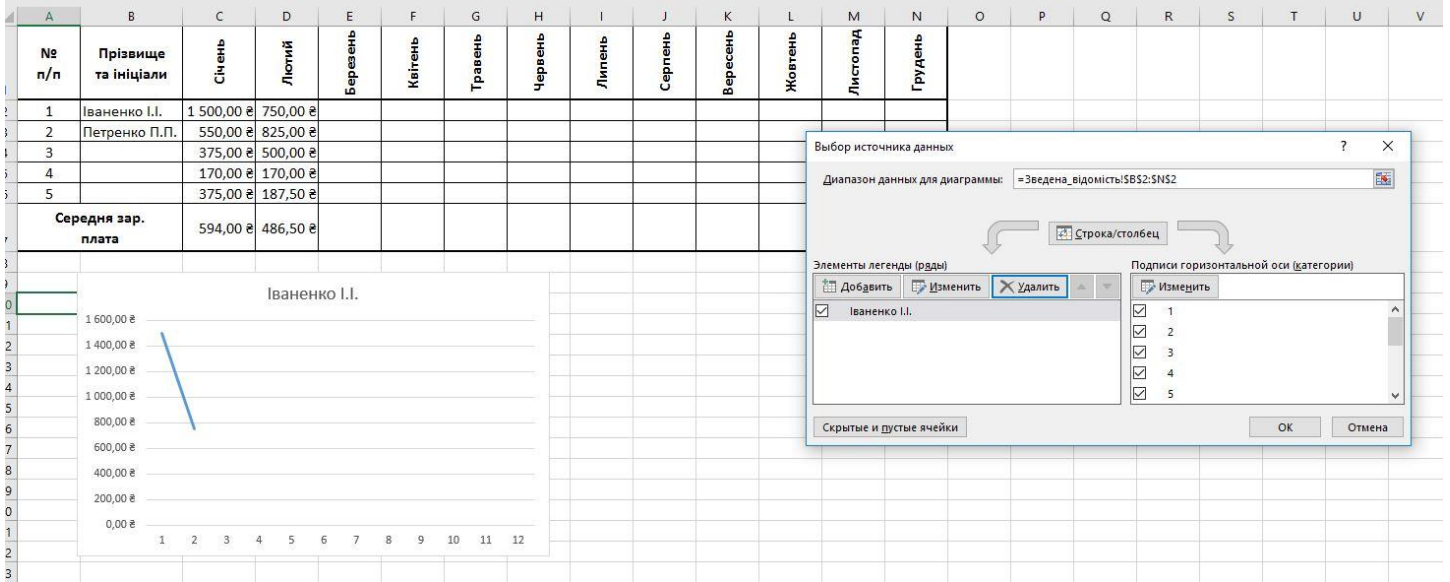 A B C D E F G H I J K L M N O P Q R S T U V
№ п/п Прізвище та ініціали Січень Лютий Березень Квітень Травень Червень Липень Серпень Вересень Жовтень Листопад Грудень
1 Іваненко І.І. 1 500,00 ₴ 750,00 ₴
2 Петренко П.П. 550,00 ₴ 825,00 ₴
3 375,00 ₴ 500,00 ₴
4 170,00 ₴ 170,00 ₴
5 375,00 ₴ 187,50 ₴
Середня зар. плата 594,00 ₴ 486,50 ₴
Іваненко І.І.
1 600,00 ₴
1 400,00 ₴
1 200,00 ₴
1 000,00 ₴
800,00 ₴
600,00 ₴
400,00 ₴
200,00 ₴
0,00 ₴
1 2 3 4 5 6 7 8 9 10 11 12
Выбор источника данных ? ×
Диапазон данных для диаграммы: =Зведена_відомість!$B$2:$N$2
Строка/столбец
Элементы легенды (ряды)
Добавить Изменить Удалить
Іваненко І.І.
Подписи горизонтальной оси (категории)
Изменить
1
2
3
4
5
Скрытые и пустые ячейки ОК Отмена